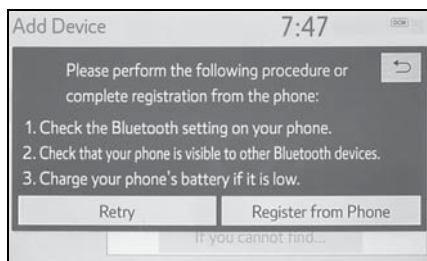 Add Device
7:47
DCM
Please perform the following procedure or
complete registration from the phone:
1. Check the Bluetooth setting on your phone.
2. Check that your phone is visible to other Bluetooth devices.
3. Charge your phone's battery if it is low.
Retry
Register from Phone
If you cannot find...